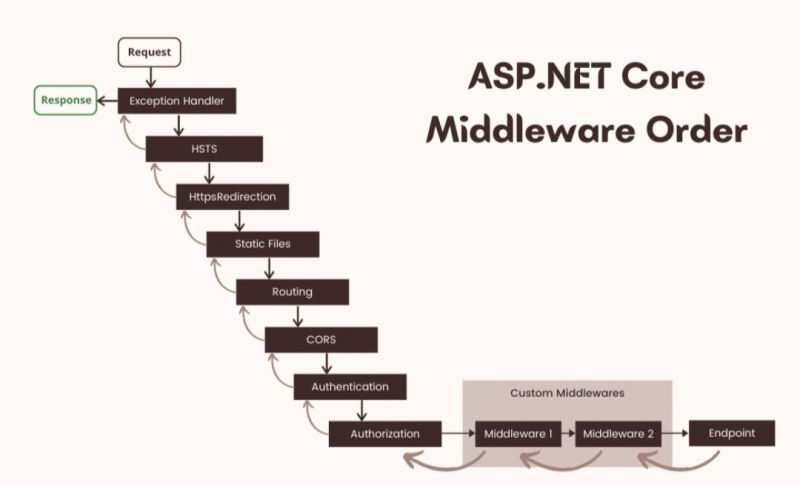 ASP.NET Core
Middleware Order
Request
Response
Exception Handler
HSTS
HttpsRedirection
Static Files
Routing
CORS
Authentication
Authorization
Custom Middlewares
Middleware 1
Middleware 2
Endpoint